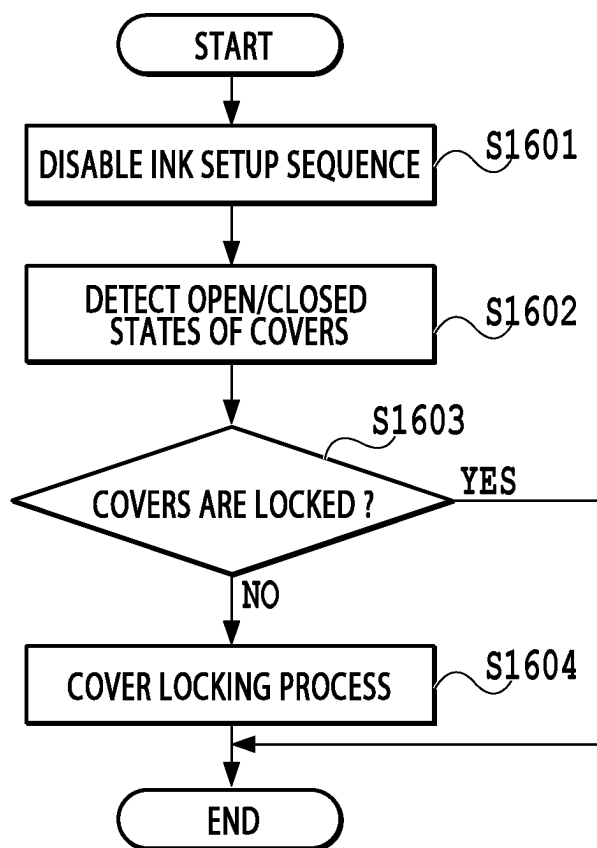 START
DISABLE INK SETUP SEQUENCE
S1601
DETECT OPEN/CLOSED
STATES OF COVERS
S1602
S1603
COVERS ARE LOCKED ?
YES
NO
COVER LOCKING PROCESS
S1604
END